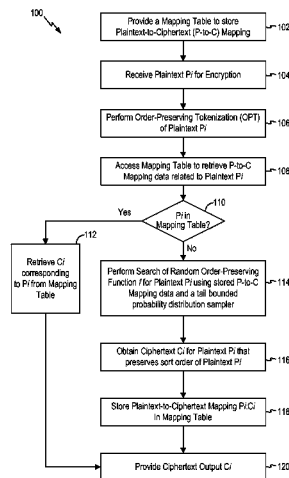 100
Provide a Mapping Table to store
Plaintext-to-Ciphertext (P-to-C)
Mapping
102
Receive Plaintext Pi for Encryption
104
Perform Order-Preserving Tokenization (OPT)
of Plaintext Pi
106
Access Mapping Table to retrieve P-to-C
Mapping data related to Plaintext Pi
108
110
Pi in
Mapping Table?
Yes
No
112
Retrieve Ci
corresponding
to Pi from Mapping
Table
Perform Search of Random Order-Preserving
Function f for Plaintext Pi using stored P-to-C
Mapping data and a tail bounded
probability distribution sampler
114
Obtain Ciphertext Ci for Plaintext Pi that
preserves sort order of Plaintext Pi
116
Store Plaintext-to-Ciphertext Mapping Pi:Ci
in Mapping Table
118
Provide Ciphertext Output Ci
120